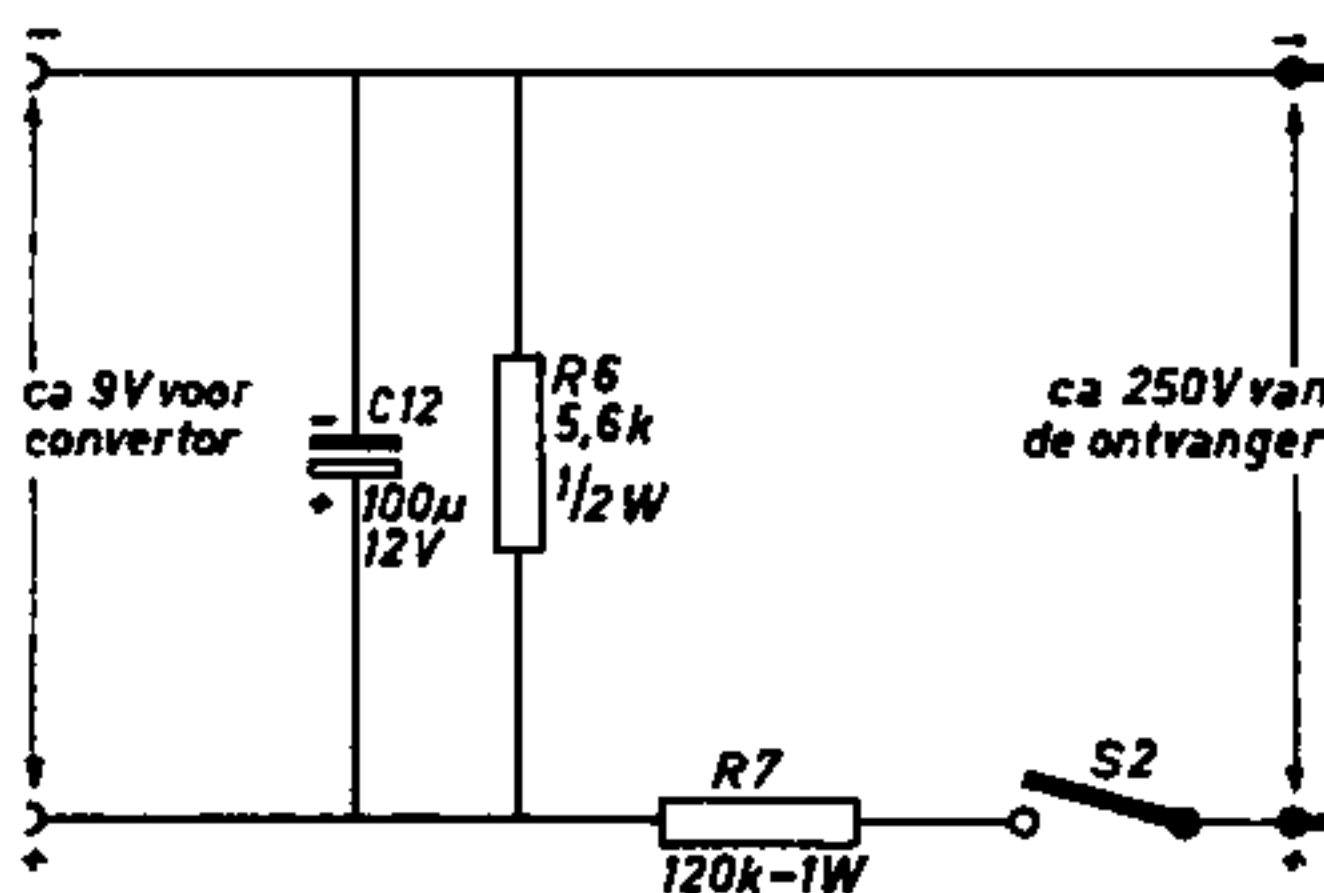 -
-
ca 9V voor
convertor
-
C12
+
100µ
12V
R6
5,6k
1/2 W
ca 250V van
de ontvanger
R7
120k-1W
S2
+
+